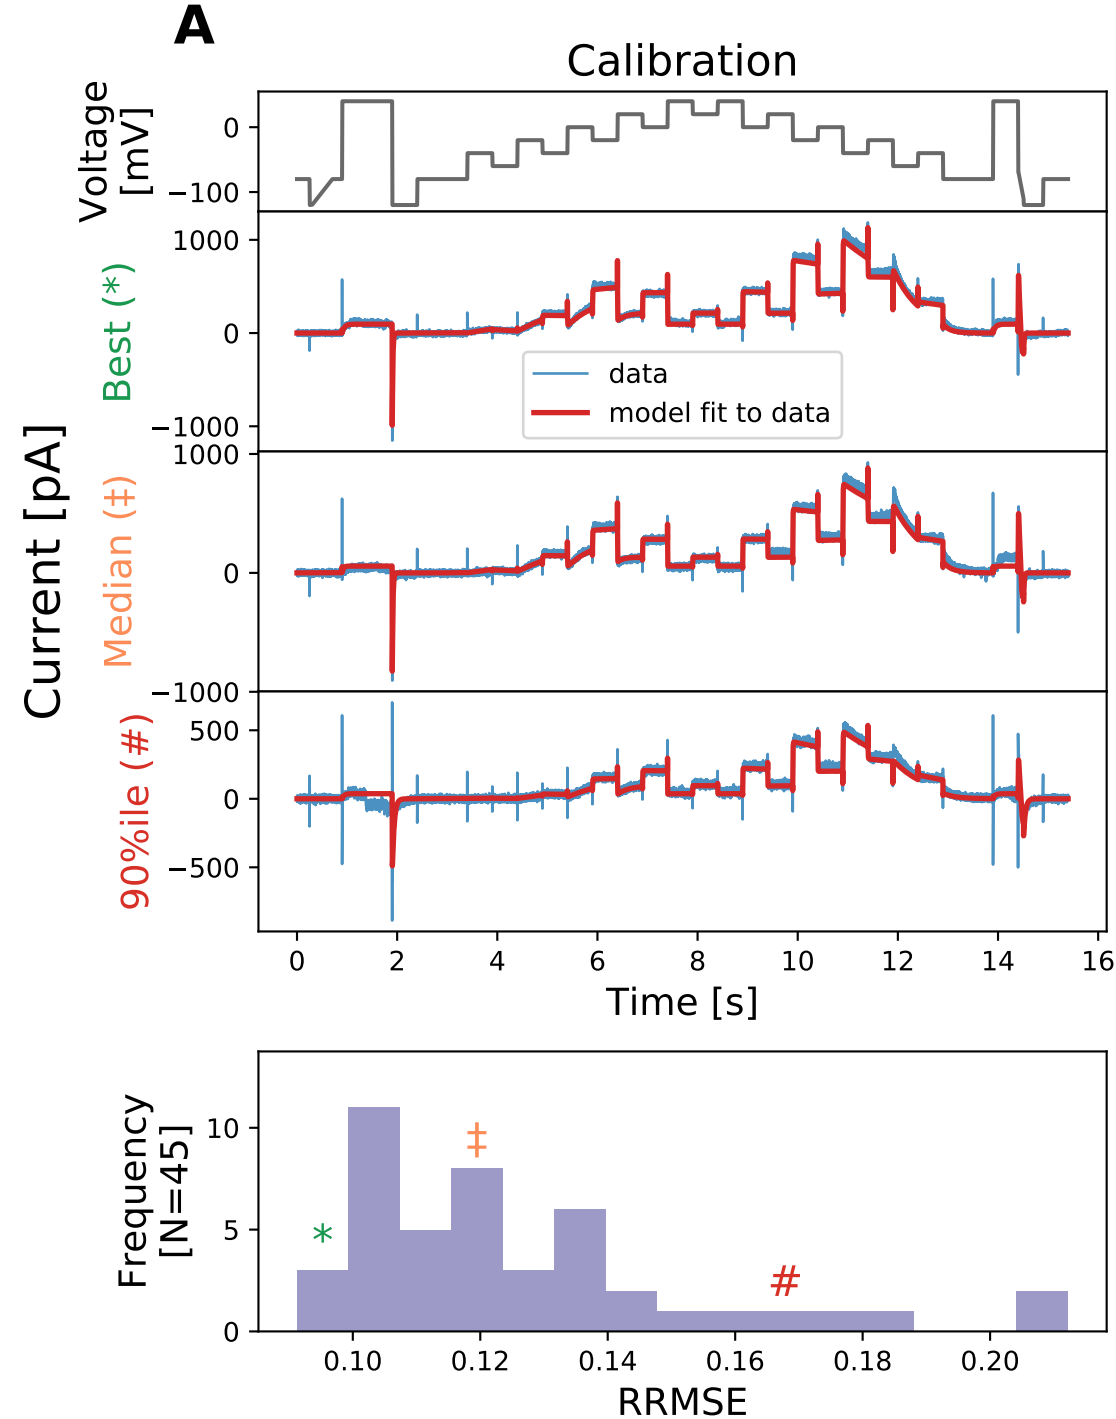 A
Calibration
Voltage
[mV]
0
−100
Current [pA]
Best (*)
1000
0
−1000
data
model fit to data
Median (‡)
1000
0
−1000
90%ile (#)
500
0
−500
0 2 4 6 8 10 12 14 16
Time [s]
Frequency
[N=45]
10
5
0
*
‡
#
0.10 0.12 0.14 0.16 0.18 0.20
RRMSE